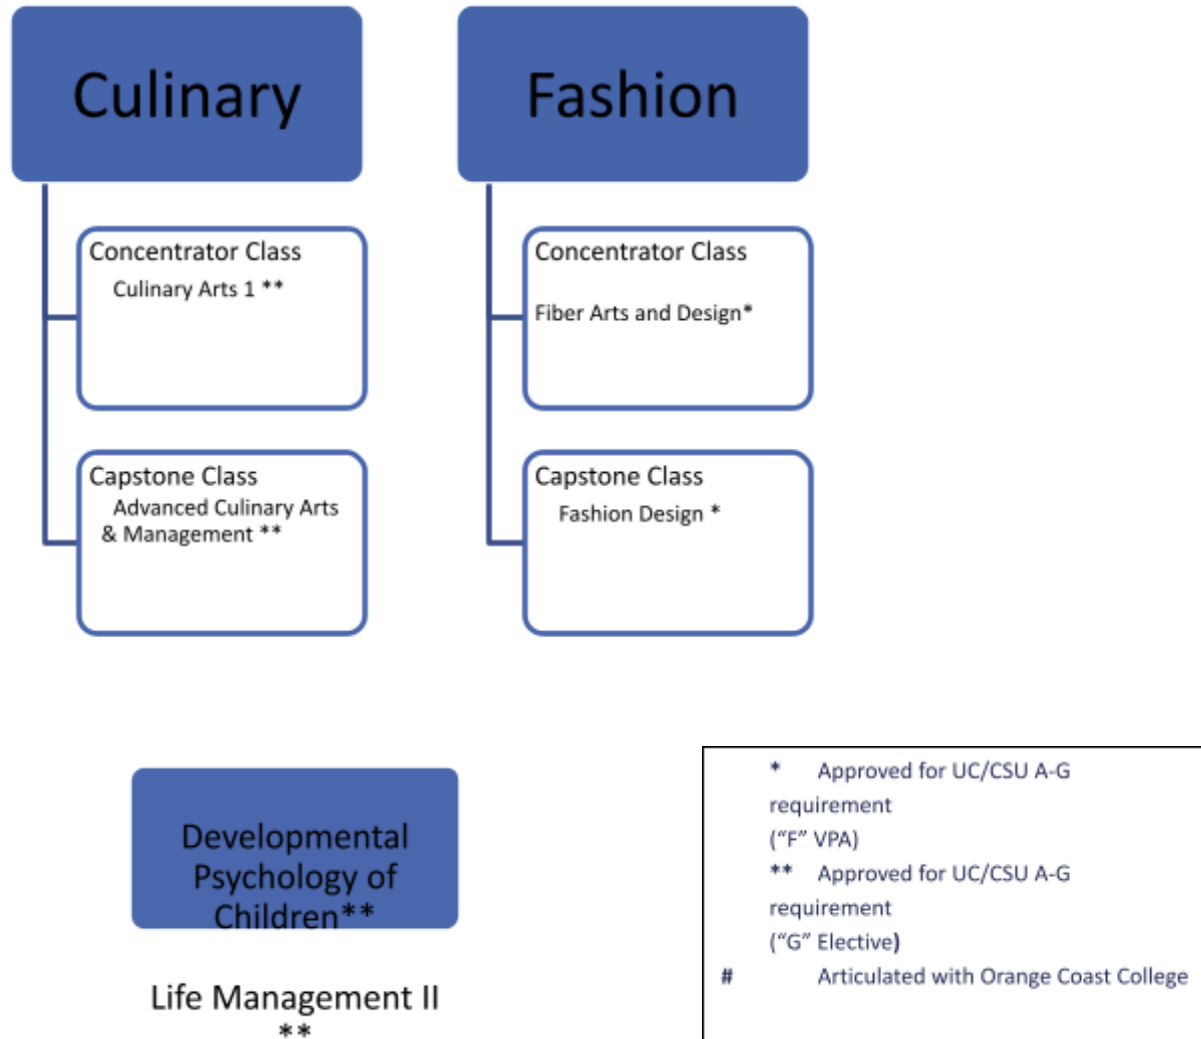 Culinary
Concentrator Class
Culinary Arts 1 **
Capstone Class
Advanced Culinary Arts
& Management **
Fashion
Concentrator Class
Fiber Arts and Design*
Capstone Class
Fashion Design *
Developmental
Psychology of
Children**
Life Management II
**
* Approved for UC/CSU A-G
requirement
(“F” VPA)
** Approved for UC/CSU A-G
requirement
(“G” Elective)
# Articulated with Orange Coast College